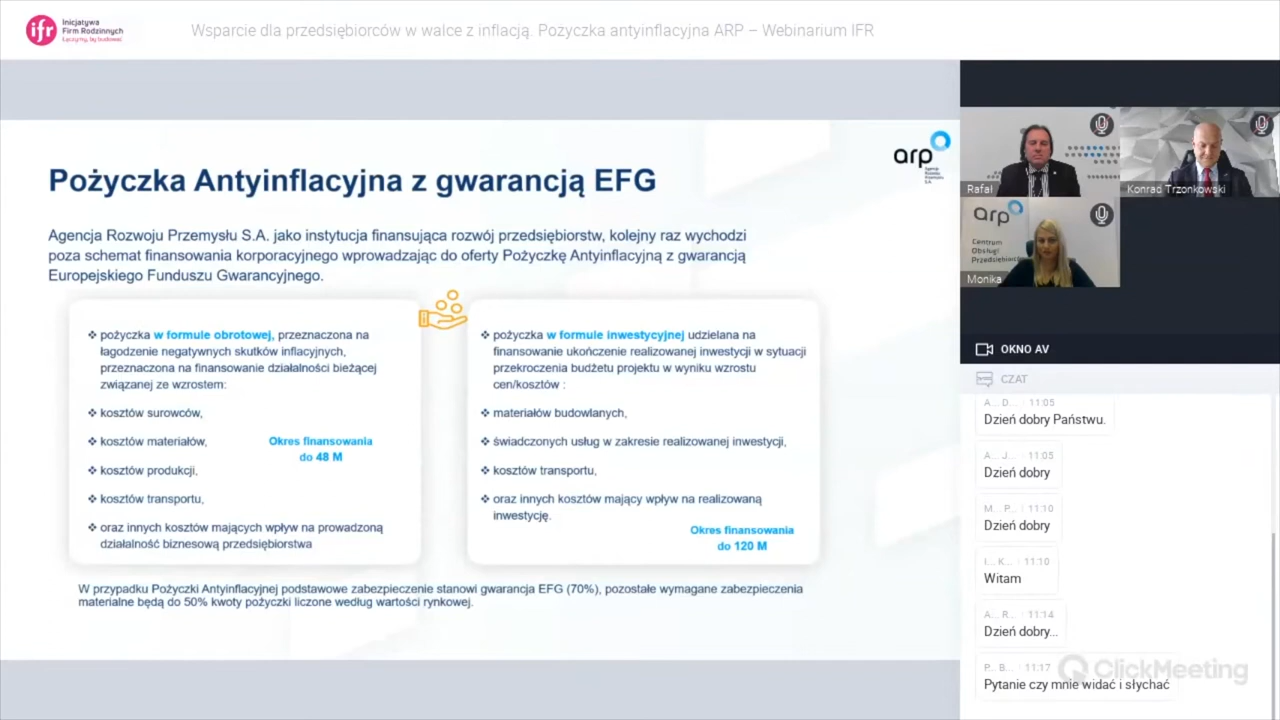 ifr
Inicjatywa
Firm Rodzinnych
Łączymy, by budować
Wsparcie dla przedsiębiorców w walce z inflacją. Pożyczka antyinflacyjna ARP – Webinarium IFR
arp
Agencja
Rozwoju
Przemysłu
S.A.
Pożyczka Antyinflacyjna z gwarancją EFG
Agencja Rozwoju Przemysłu S.A. jako instytucja finansująca rozwój przedsiębiorstw, kolejny raz wychodzi
poza schemat finansowania korporacyjnego wprowadzając do oferty Pożyczkę Antyinflacyjną z gwarancją
Europejskiego Funduszu Gwarancyjnego.
❖ pożyczka w formule obrotowej, przeznaczona na
łagodzenie negatywnych skutków inflacyjnych,
przeznaczona na finansowanie działalności bieżącej
związanej ze wzrostem:
❖ kosztów surowców,
❖ kosztów materiałów,
❖ kosztów produkcji,
❖ kosztów transportu,
❖ oraz innych kosztów mających wpływ na prowadzoną
działalność biznesową przedsiębiorstwa
Okres finansowania
do 48 M
❖ pożyczka w formule inwestycyjnej udzielana na
finansowanie ukończenie realizowanej inwestycji w sytuacji
przekroczenia budżetu projektu w wyniku wzrostu
cen/kosztów :
❖ materiałów budowlanych,
❖ świadczonych usług w zakresie realizowanej inwestycji,
❖ kosztów transportu,
❖ oraz innych kosztów mający wpływ na realizowaną
inwestycję.
Okres finansowania
do 120 M
W przypadku Pożyczki Antyinflacyjnej podstawowe zabezpieczenie stanowi gwarancja EFG (70%), pozostałe wymagane zabezpieczenia
materialne będą do 50% kwoty pożyczki liczone według wartości rynkowej.
Rafał
Konrad Trzonkowski
arp
Centrum
Obsługi
Przedsiębior
Monika
OKNO AV
CZAT
A... D... 11:05
Dzień dobry Państwu.
A... J... 11:05
Dzień dobry
M... P... 11:10
Dzień dobry
I... K... 11:10
Witam
A... R... 11:14
Dzień dobry...
P... B... 11:17
Pytanie czy mnie widać i słychać
ClickMeeting